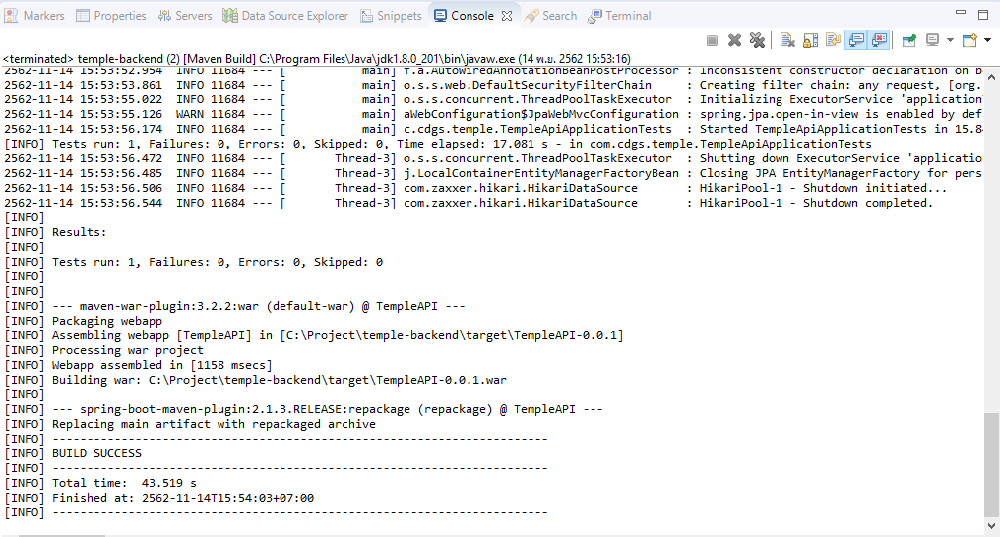 Markers Properties Servers Data Source Explorer Snippets Console Search Terminal
<terminated> temple-backend (2) [Maven Build] C:\Program Files\Java\jdk1.8.0_201\bin\javaw.exe (14 พ.ย. 2562 15:53:16)
2562-11-14 15:53:52.954  INFO 11684 --- [           main] f.a.AutowiredAnnotationBeanPostProcessor : Inconsistent constructor declaration on b
2562-11-14 15:53:53.861  INFO 11684 --- [           main] o.s.s.web.DefaultSecurityFilterChain     : Creating filter chain: any request, [org.
2562-11-14 15:53:55.022  INFO 11684 --- [           main] o.s.s.concurrent.ThreadPoolTaskExecutor  : Initializing ExecutorService 'application
2562-11-14 15:53:55.126  WARN 11684 --- [           main] aWebConfiguration$JpaWebMvcConfiguration : spring.jpa.open-in-view is enabled by def
2562-11-14 15:53:56.174  INFO 11684 --- [           main] c.cdgs.temple.TempleApiApplicationTests  : Started TempleApiApplicationTests in 15.8
[INFO] Tests run: 1, Failures: 0, Errors: 0, Skipped: 0, Time elapsed: 17.081 s - in com.cdgs.temple.TempleApiApplicationTests
2562-11-14 15:53:56.472  INFO 11684 --- [       Thread-3] o.s.s.concurrent.ThreadPoolTaskExecutor  : Shutting down ExecutorService 'applicatio
2562-11-14 15:53:56.485  INFO 11684 --- [       Thread-3] j.LocalContainerEntityManagerFactoryBean : Closing JPA EntityManagerFactory for pers
2562-11-14 15:53:56.506  INFO 11684 --- [       Thread-3] com.zaxxer.hikari.HikariDataSource       : HikariPool-1 - Shutdown initiated...
2562-11-14 15:53:56.544  INFO 11684 --- [       Thread-3] com.zaxxer.hikari.HikariDataSource       : HikariPool-1 - Shutdown completed.
[INFO]
[INFO] Results:
[INFO]
[INFO] Tests run: 1, Failures: 0, Errors: 0, Skipped: 0
[INFO]
[INFO]
[INFO] --- maven-war-plugin:3.2.2:war (default-war) @ TempleAPI ---
[INFO] Packaging webapp
[INFO] Assembling webapp [TempleAPI] in [C:\Project\temple-backend\target\TempleAPI-0.0.1]
[INFO] Processing war project
[INFO] Webapp assembled in [1158 msecs]
[INFO] Building war: C:\Project\temple-backend\target\TempleAPI-0.0.1.war
[INFO]
[INFO] --- spring-boot-maven-plugin:2.1.3.RELEASE:repackage (repackage) @ TempleAPI ---
[INFO] Replacing main artifact with repackaged archive
[INFO] ------------------------------------------------------------------------
[INFO] BUILD SUCCESS
[INFO] ------------------------------------------------------------------------
[INFO] Total time:  43.519 s
[INFO] Finished at: 2562-11-14T15:54:03+07:00
[INFO] ------------------------------------------------------------------------